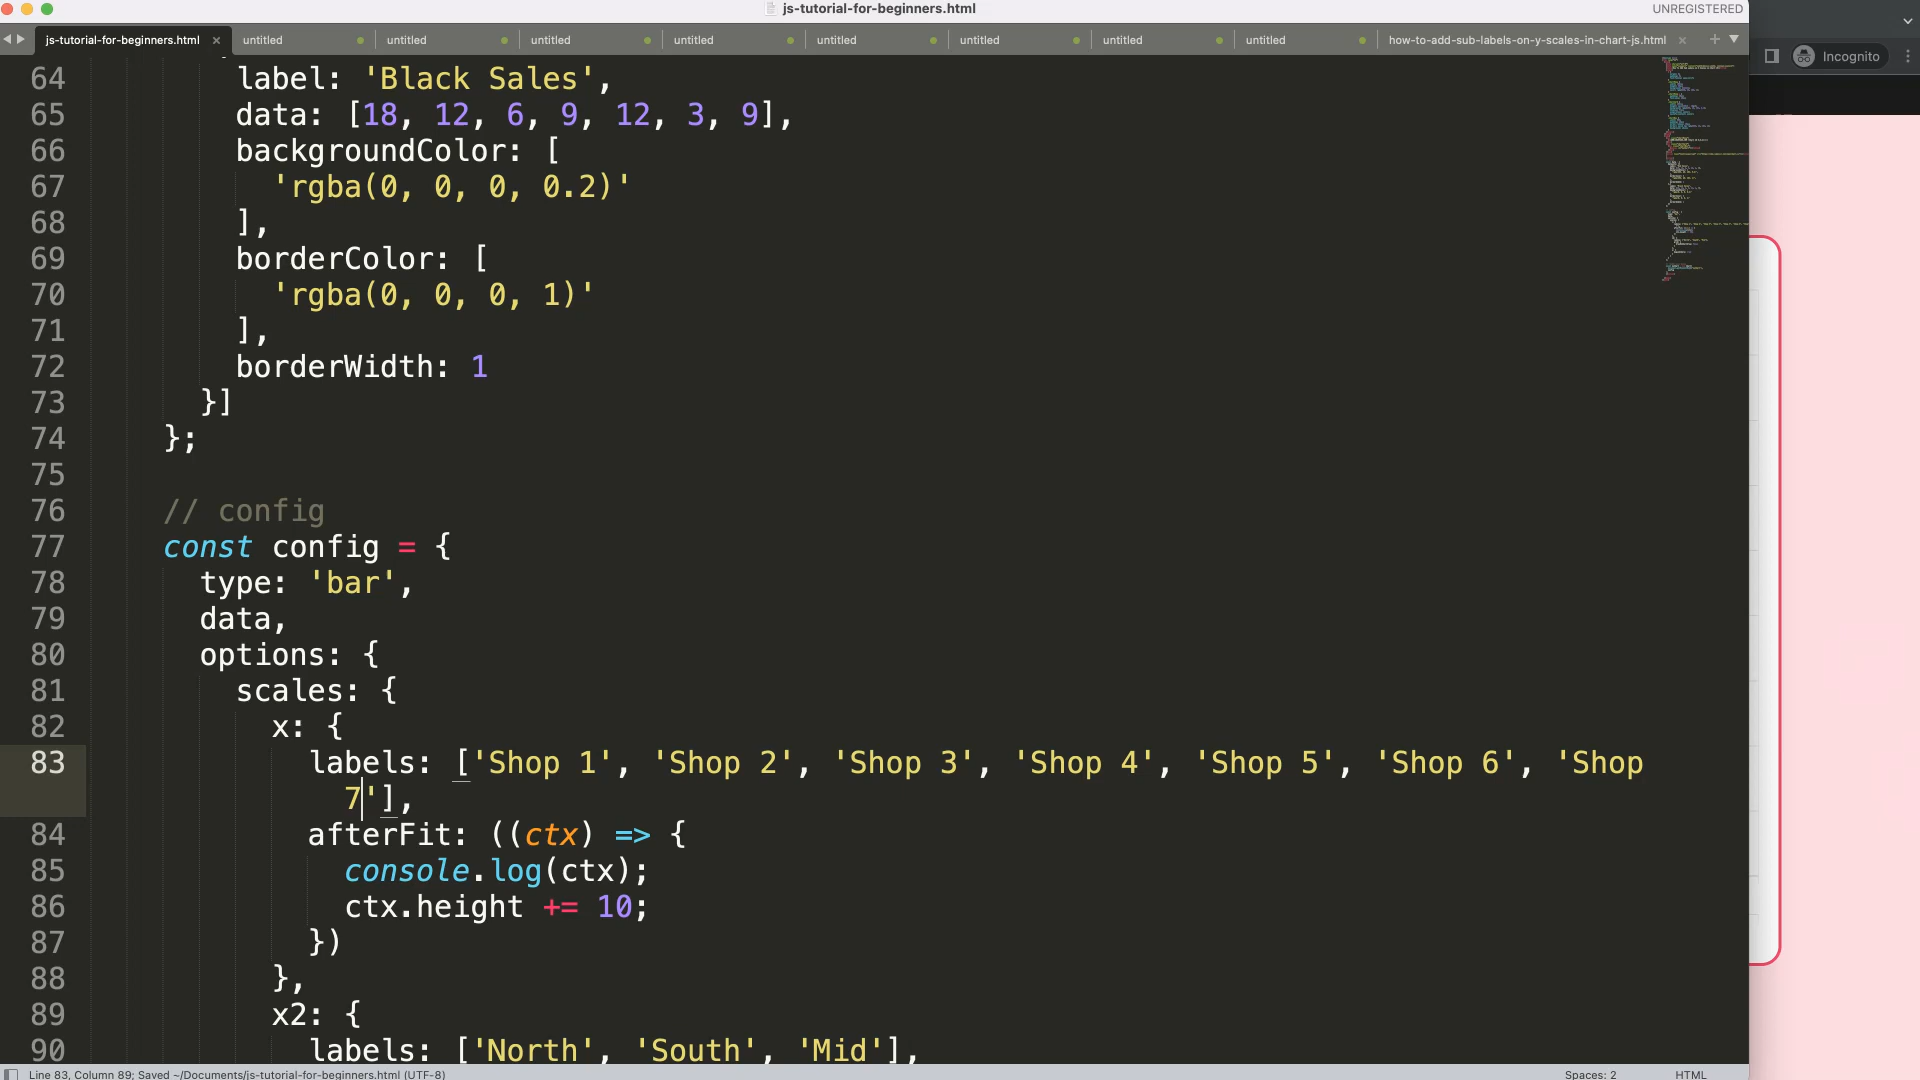 js-tutorial-for-beginners.html
UNREGISTERED
js-tutorial-for-beginners.html × untitled untitled untitled untitled untitled untitled untitled untitled how-to-add-sub-labels-on-y-scales-in-chart-js.html ×
Incognito
64 label: 'Black Sales',
65 data: [18, 12, 6, 9, 12, 3, 9],
66 backgroundColor: [
67 'rgba(0, 0, 0, 0.2)'
68 ],
69 borderColor: [
70 'rgba(0, 0, 0, 1)'
71 ],
72 borderWidth: 1
73 }]
74 };
75
76 // config
77 const config = {
78 type: 'bar',
79 data,
80 options: {
81 scales: {
82 x: {
83 labels: ['Shop 1', 'Shop 2', 'Shop 3', 'Shop 4', 'Shop 5', 'Shop 6', 'Shop
7'],
84 afterFit: ((ctx) => {
85 console.log(ctx);
86 ctx.height += 10;
87 })
88 },
89 x2: {
90 labels: ['North', 'South', 'Mid'],
Line 83, Column 89; Saved ~/Documents/js-tutorial-for-beginners.html (UTF-8)
Spaces: 2
HTML